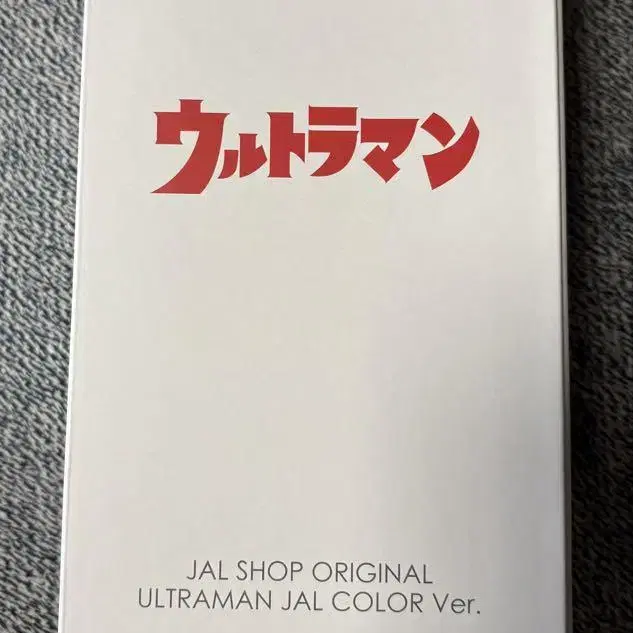 ウルトラマン
JAL SHOP ORIGINAL
ULTRAMAN JAL COLOR Ver.